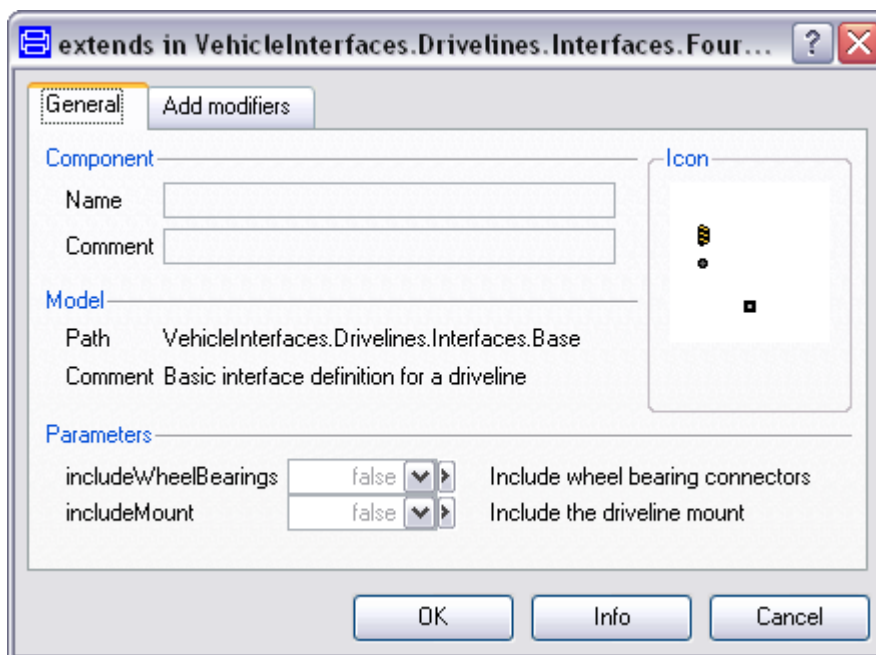 extends in VehicleInterfaces.Drivelines.Interfaces.Four...
General
Add modifiers
Component
Icon
Name
Comment
Model
Path VehicleInterfaces.Drivelines.Interfaces.Base
Comment Basic interface definition for a driveline
Parameters
includeWheelBearings false Include wheel bearing connectors
includeMount false Include the driveline mount
OK
Info
Cancel